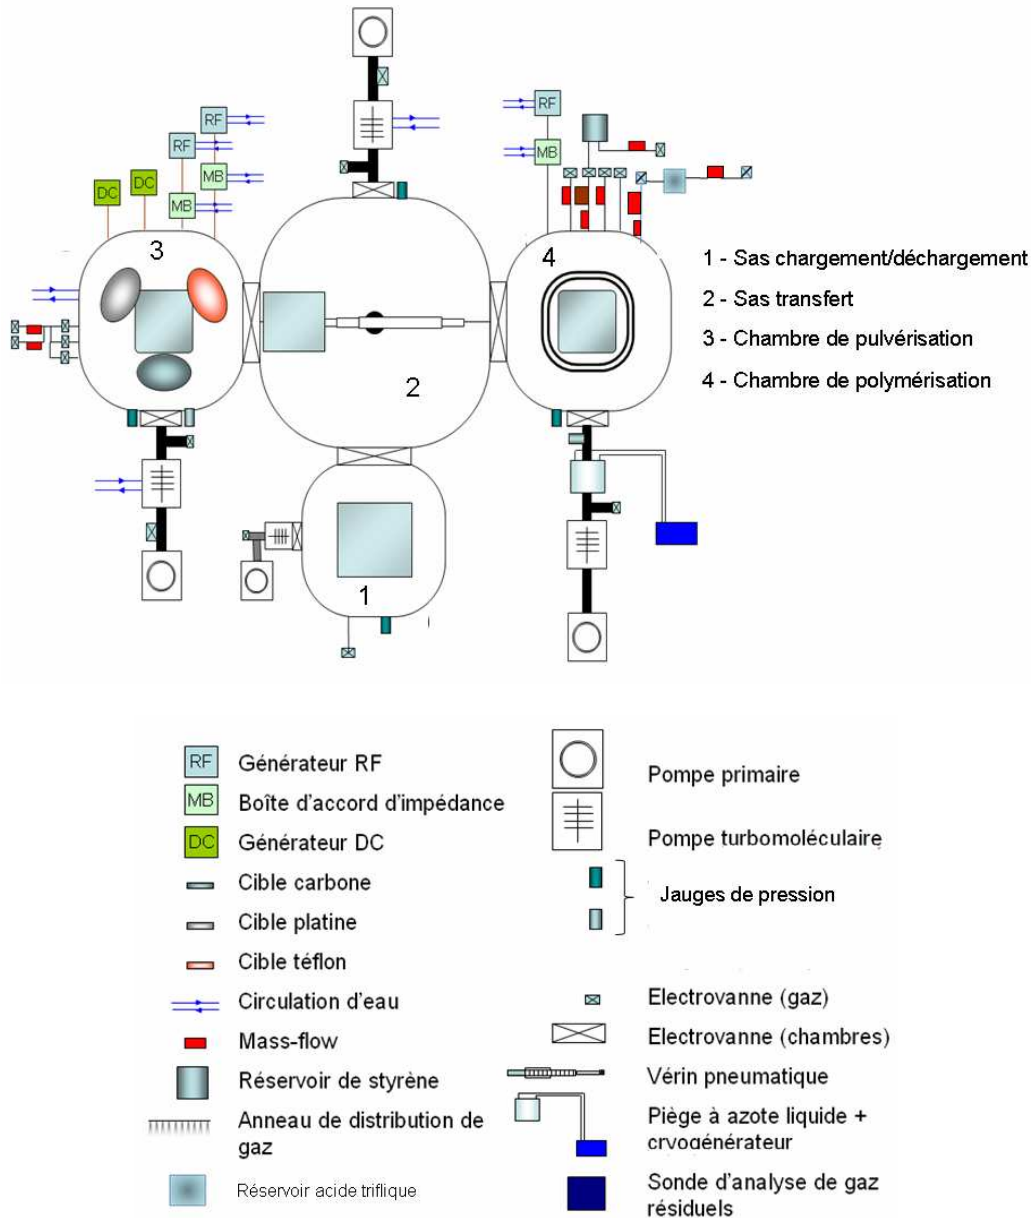 RF
RF
RF
MB
MB
MB
DC
DC
3
4
2
1
1 - Sas chargement/déchargement
2 - Sas transfert
3 - Chambre de pulvérisation
4 - Chambre de polymérisation
RF Générateur RF
MB Boîte d'accord d'impédance
DC Générateur DC
Cible carbone
Cible platine
Cible téflon
Circulation d'eau
Mass-flow
Réservoir de styrène
Anneau de distribution de
gaz
Réservoir acide triflique
Pompe primaire
Pompe turbomoléculaire
Jauges de pression
Electrovanne (gaz)
Electrovanne (chambres)
Vérin pneumatique
Piège à azote liquide +
cryogénérateur
Sonde d'analyse de gaz
résiduels